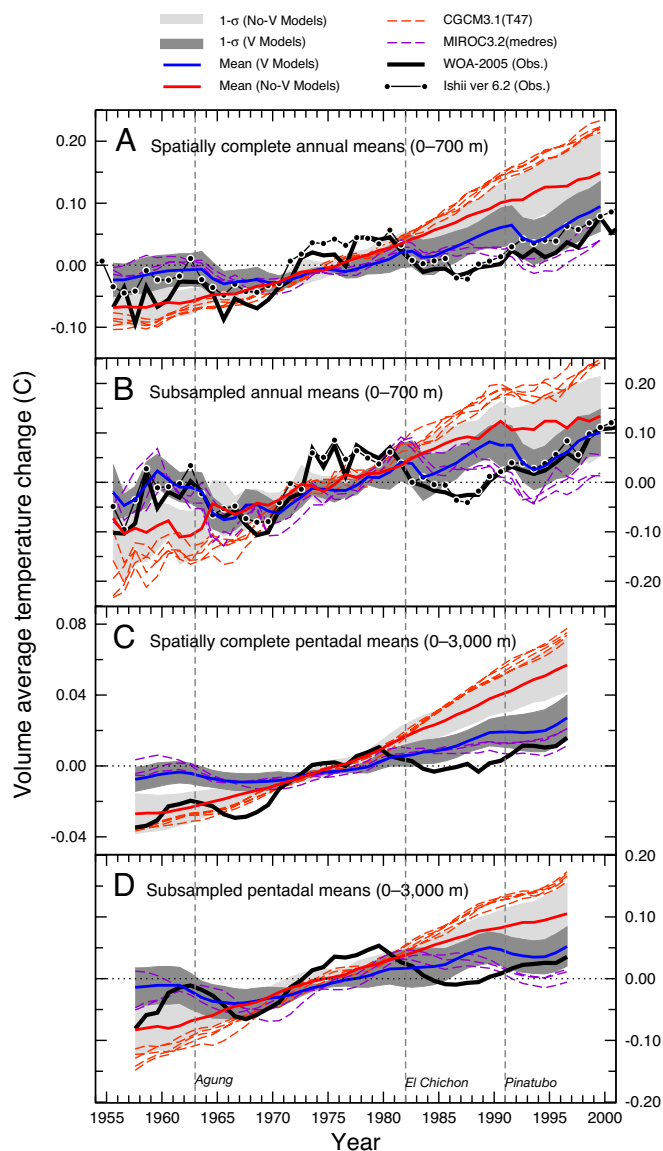 1-σ (No-V Models)
1-σ (V Models)
Mean (V Models)
Mean (No-V Models)
CGCM3.1(T47)
MIROC3.2(medres)
WOA-2005 (Obs.)
Ishii ver 6.2 (Obs.)
Volume average temperature change (C)
A Spatially complete annual means (0–700 m)
0.20
0.10
0.00
-0.10
B Subsampled annual means (0–700 m)
0.20
0.10
0.00
-0.10
-0.20
C Spatially complete pentadal means (0–3,000 m)
0.08
0.04
0.00
-0.04
D Subsampled pentadal means (0–3,000 m)
0.20
0.10
0.00
-0.10
-0.20
Agung
El Chichon
Pinatubo
1955 1960 1965 1970 1975 1980 1985 1990 1995 2000
Year